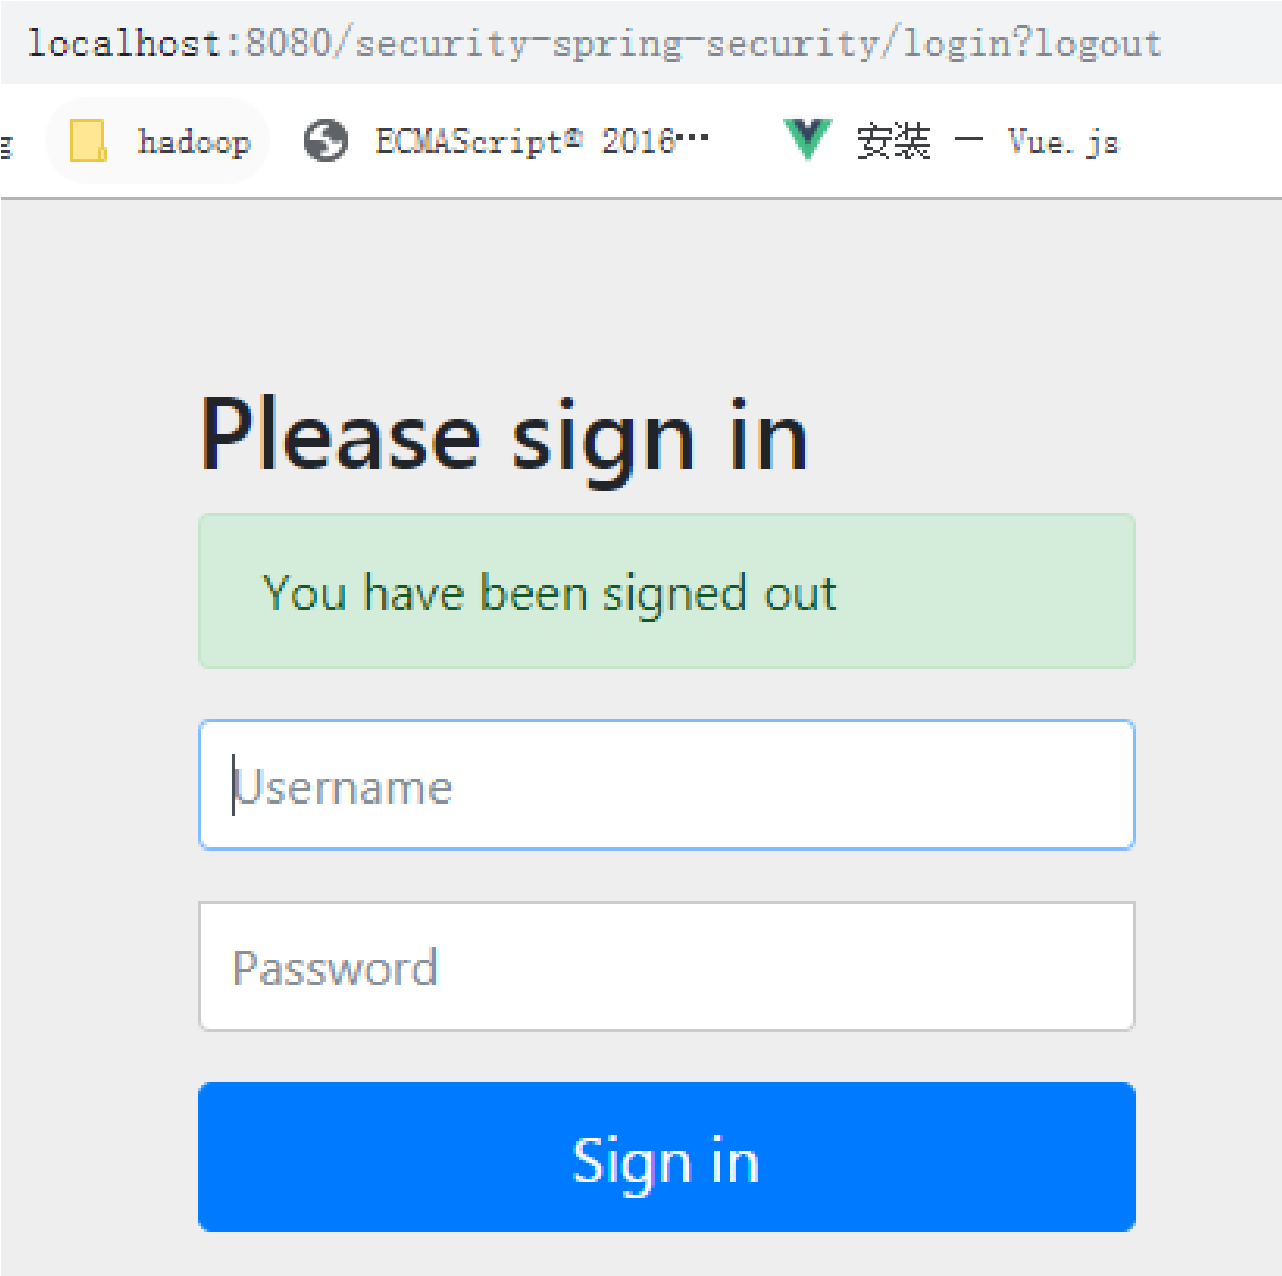 localhost:8080/security-spring-security/login?logout
g hadoop ECMAScript® 2016… 安装 — Vue.js
Please sign in
You have been signed out
Username
Password
Sign in